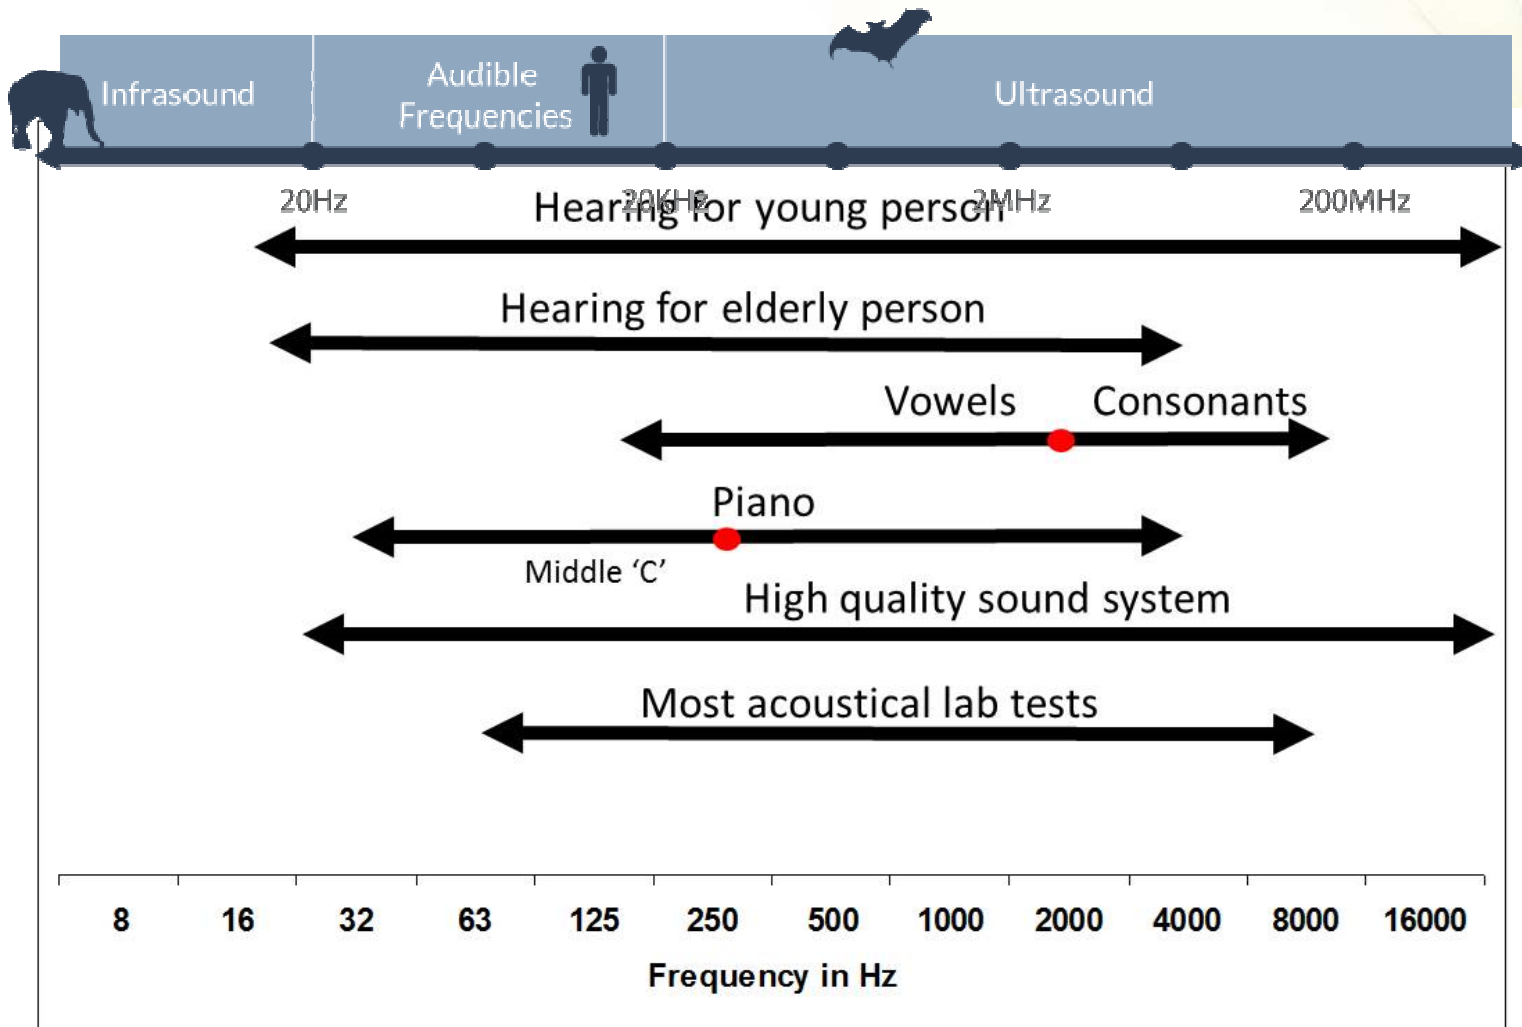 Infrasound
Audible
Frequencies
Ultrasound
20Hz
20KHz
2MHz
200MHz
Hearing for young person
Hearing for elderly person
Vowels
Consonants
Piano
Middle ‘C’
High quality sound system
Most acoustical lab tests
8 16 32 63 125 250 500 1000 2000 4000 8000 16000
Frequency in Hz